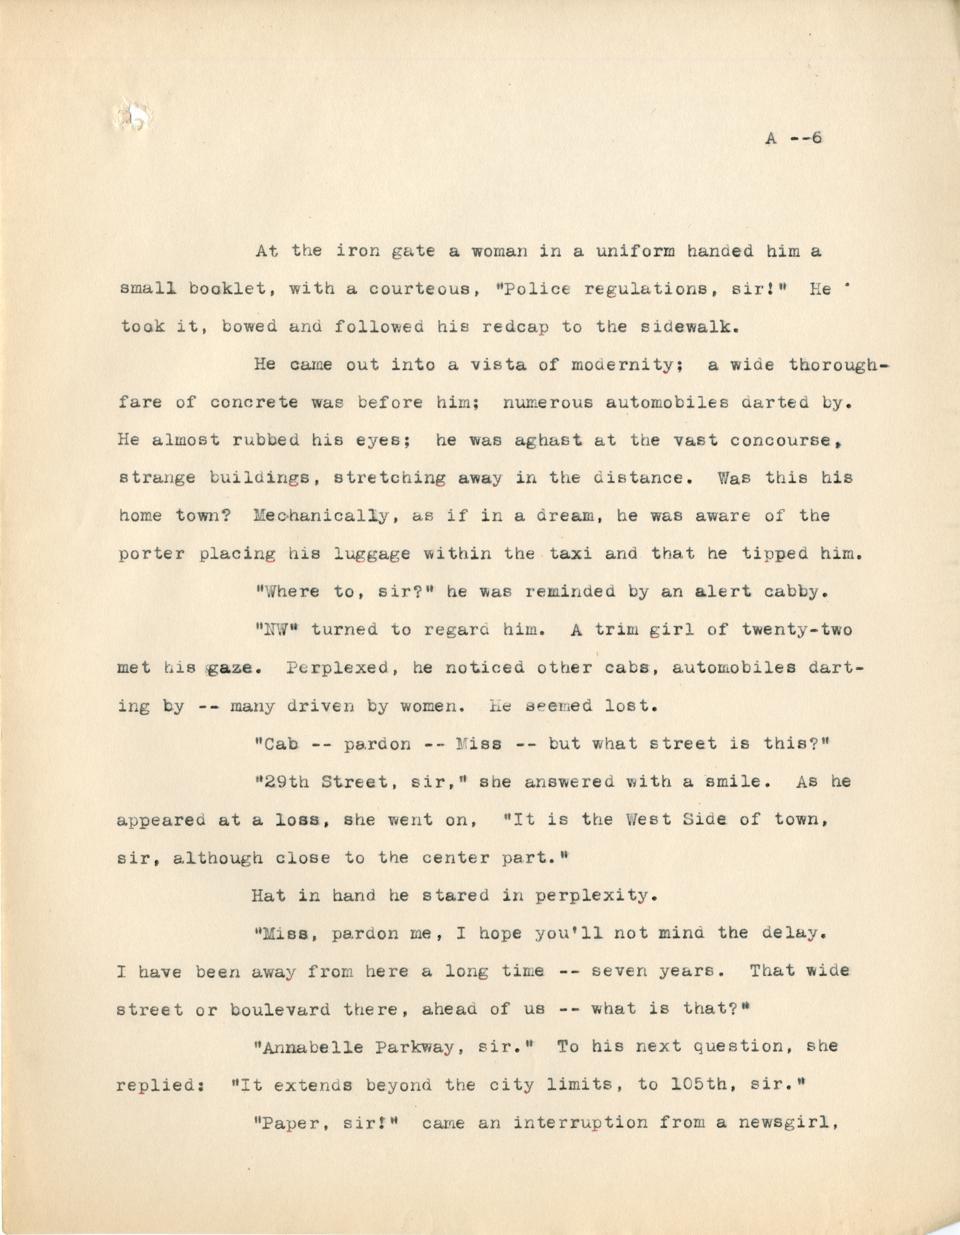 A --6
At the iron gate a woman in a uniform handed him a
small booklet, with a courteous, "Police regulations, sir!" He
took it, bowed and followed his redcap to the sidewalk.
He came out into a vista of modernity; a wide thorough-
fare of concrete was before him; numerous automobiles darted by.
He almost rubbed his eyes; he was aghast at the vast concourse,
strange buildings, stretching away in the distance. Was this his
home town? Mechanically, as if in a dream, he was aware of the
porter placing his luggage within the taxi and that he tipped him.
"Where to, sir?" he was reminded by an alert cabby.
"NW" turned to regard him. A trim girl of twenty-two
met his gaze. Perplexed, he noticed other cabs, automobiles dart-
ing by -- many driven by women. He seemed lost.
"Cab -- pardon -- Miss -- but what street is this?"
"29th Street, sir," she answered with a smile. As he
appeared at a loss, she went on, "It is the West Side of town,
sir, although close to the center part."
Hat in hand he stared in perplexity.
"Miss, pardon me, I hope you'll not mind the delay.
I have been away from here a long time -- seven years. That wide
street or boulevard there, ahead of us -- what is that?"
"Annabelle Parkway, sir." To his next question, she
replied: "It extends beyond the city limits, to 105th, sir."
"Paper, sir!" came an interruption from a newsgirl,